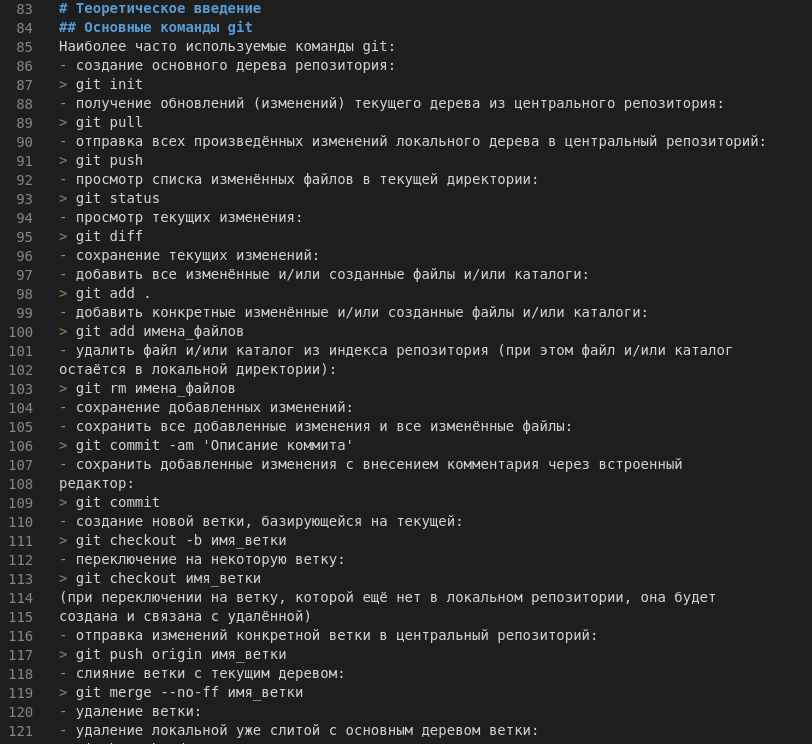 83 # Теоретическое введение
84 ## Основные команды git
85 Наиболее часто используемые команды git:
86 - создание основного дерева репозитория:
87 > git init
88 - получение обновлений (изменений) текущего дерева из центрального репозитория:
89 > git pull
90 - отправка всех произведённых изменений локального дерева в центральный репозиторий:
91 > git push
92 - просмотр списка изменённых файлов в текущей директории:
93 > git status
94 - просмотр текущих изменения:
95 > git diff
96 - сохранение текущих изменений:
97 - добавить все изменённые и/или созданные файлы и/или каталоги:
98 > git add .
99 - добавить конкретные изменённые и/или созданные файлы и/или каталоги:
100 > git add имена_файлов
101 - удалить файл и/или каталог из индекса репозитория (при этом файл и/или каталог
102 остаётся в локальной директории):
103 > git rm имена_файлов
104 - сохранение добавленных изменений:
105 - сохранить все добавленные изменения и все изменённые файлы:
106 > git commit -am 'Описание коммита'
107 - сохранить добавленные изменения с внесением комментария через встроенный
108 редактор:
109 > git commit
110 - создание новой ветки, базирующейся на текущей:
111 > git checkout -b имя_ветки
112 - переключение на некоторую ветку:
113 > git checkout имя_ветки
114 (при переключении на ветку, которой ещё нет в локальном репозитории, она будет
115 создана и связана с удалённой)
116 - отправка изменений конкретной ветки в центральный репозиторий:
117 > git push origin имя_ветки
118 - слияние ветки с текущим деревом:
119 > git merge --no-ff имя_ветки
120 - удаление ветки:
121 - удаление локальной уже слитой с основным деревом ветки: